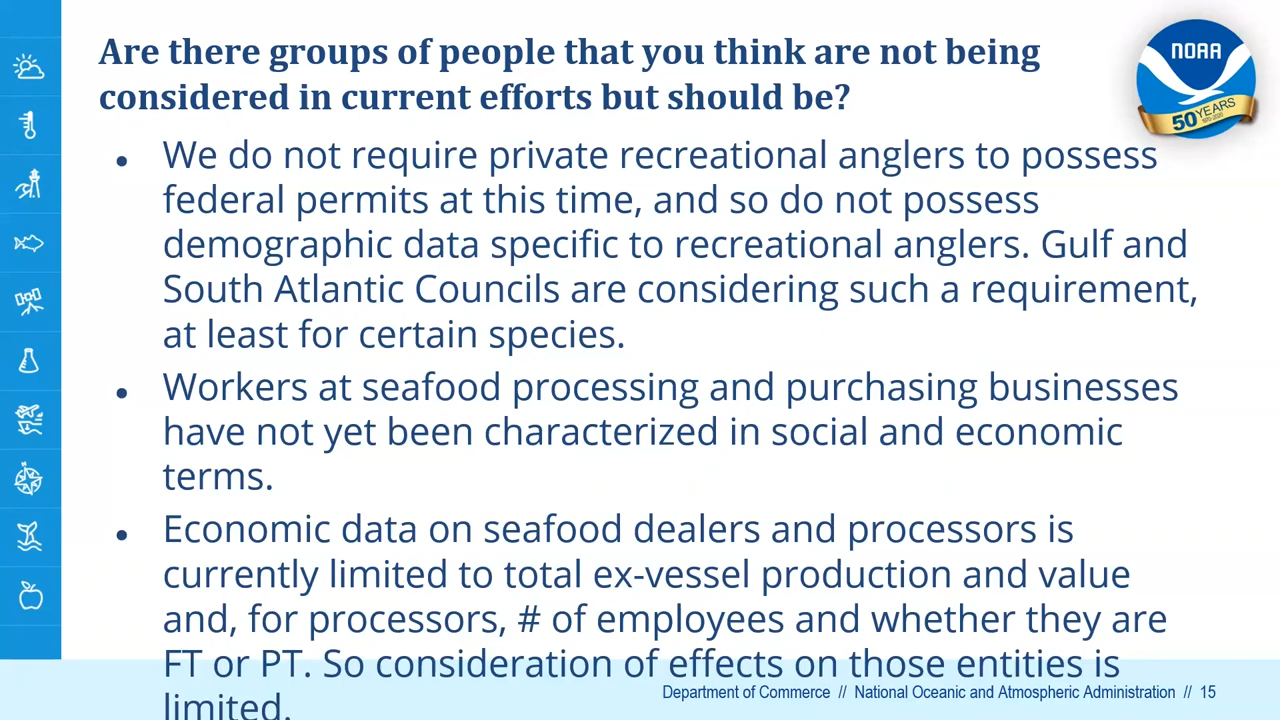 Are there groups of people that you think are not being
considered in current efforts but should be?
NOAA
50 YEARS
1970-2020
• We do not require private recreational anglers to possess
federal permits at this time, and so do not possess
demographic data specific to recreational anglers. Gulf and
South Atlantic Councils are considering such a requirement,
at least for certain species.
• Workers at seafood processing and purchasing businesses
have not yet been characterized in social and economic
terms.
• Economic data on seafood dealers and processors is
currently limited to total ex-vessel production and value
and, for processors, # of employees and whether they are
FT or PT. So consideration of effects on those entities is
limited.
Department of Commerce // National Oceanic and Atmospheric Administration // 15